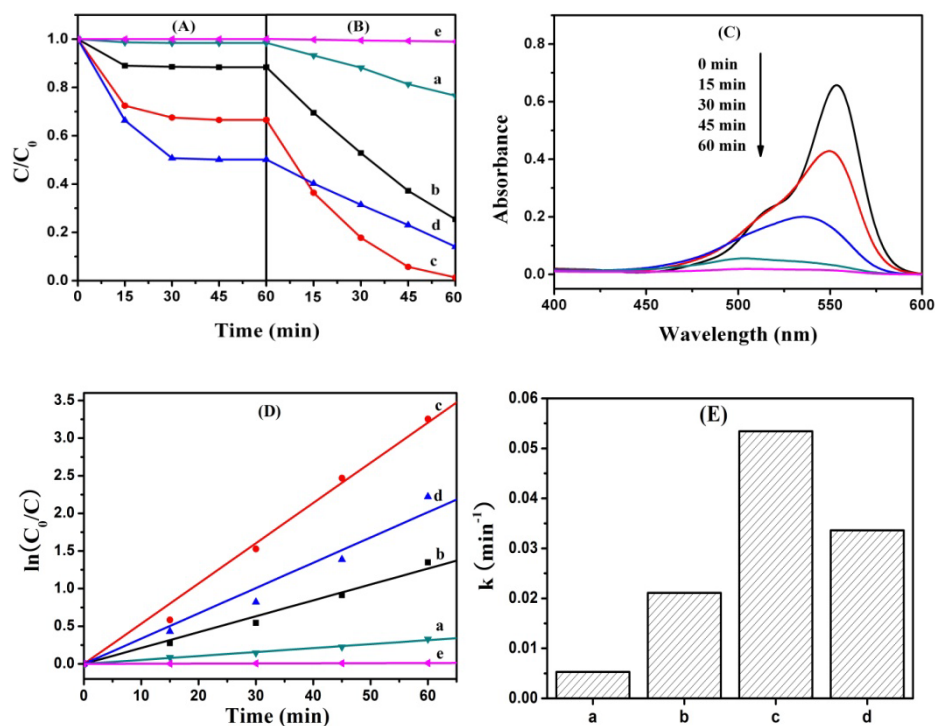 (A)
(B)
e
a
b
d
c
1.0
0.8
0.6
0.4
0.2
0.0
C/C0
0
15
30
45
60
15
30
45
60
Time (min)
(C)
0 min
15 min
30 min
45 min
60 min
0.8
0.6
0.4
0.2
0.0
Absorbance
400
450
500
550
600
Wavelength (nm)
(D)
c
d
b
a
e
3.5
3.0
2.5
2.0
1.5
1.0
0.5
0.0
ln(C0/C)
0
10
20
30
40
50
60
Time (min)
(E)
0.06
0.05
0.04
0.03
0.02
0.01
0.00
k (min-1)
a
b
c
d